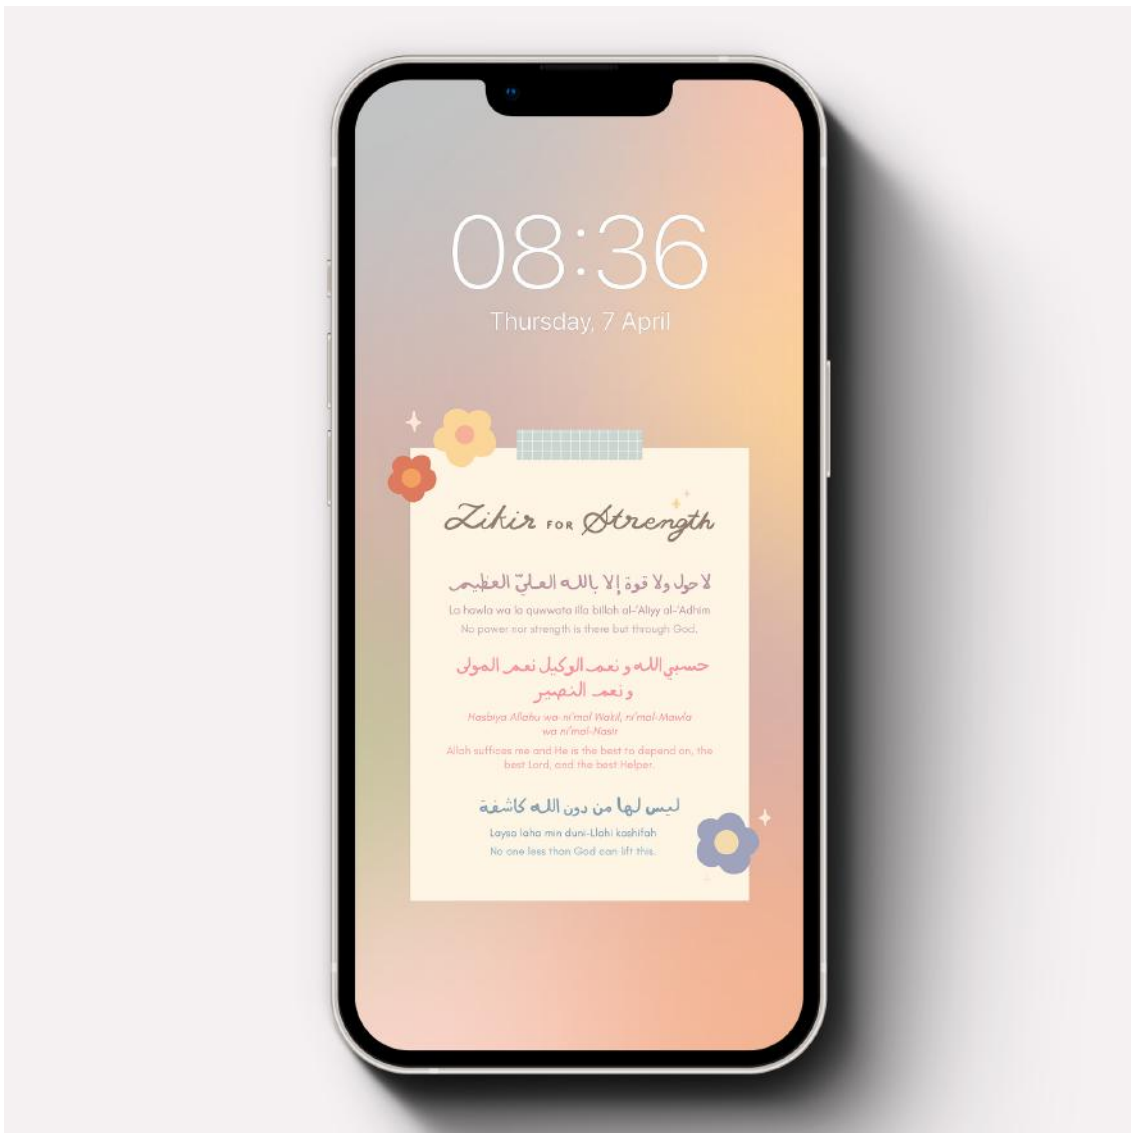 08:36
Thursday, 7 April
Zikir FOR Strength
لا حول ولا قوة إلا بالله العليّ العظيم
La hawla wa la quwwata illa billah al-'Aliyy al-'Adhim
No power nor strength is there but through God.
حسبي الله و نعم الوكيل نعم المولى
و نعم النصير
Hasbiya Allahu wa ni'mal Wakil, ni'mal-Mawla
wa ni'mal-Nasir
Allah suffices me and He is the best to depend on, the
best Lord, and the best Helper.
ليس لها من دون الله كاشفة
Laysa laha min duni-Llahi kashifah
No one less than God can lift this.